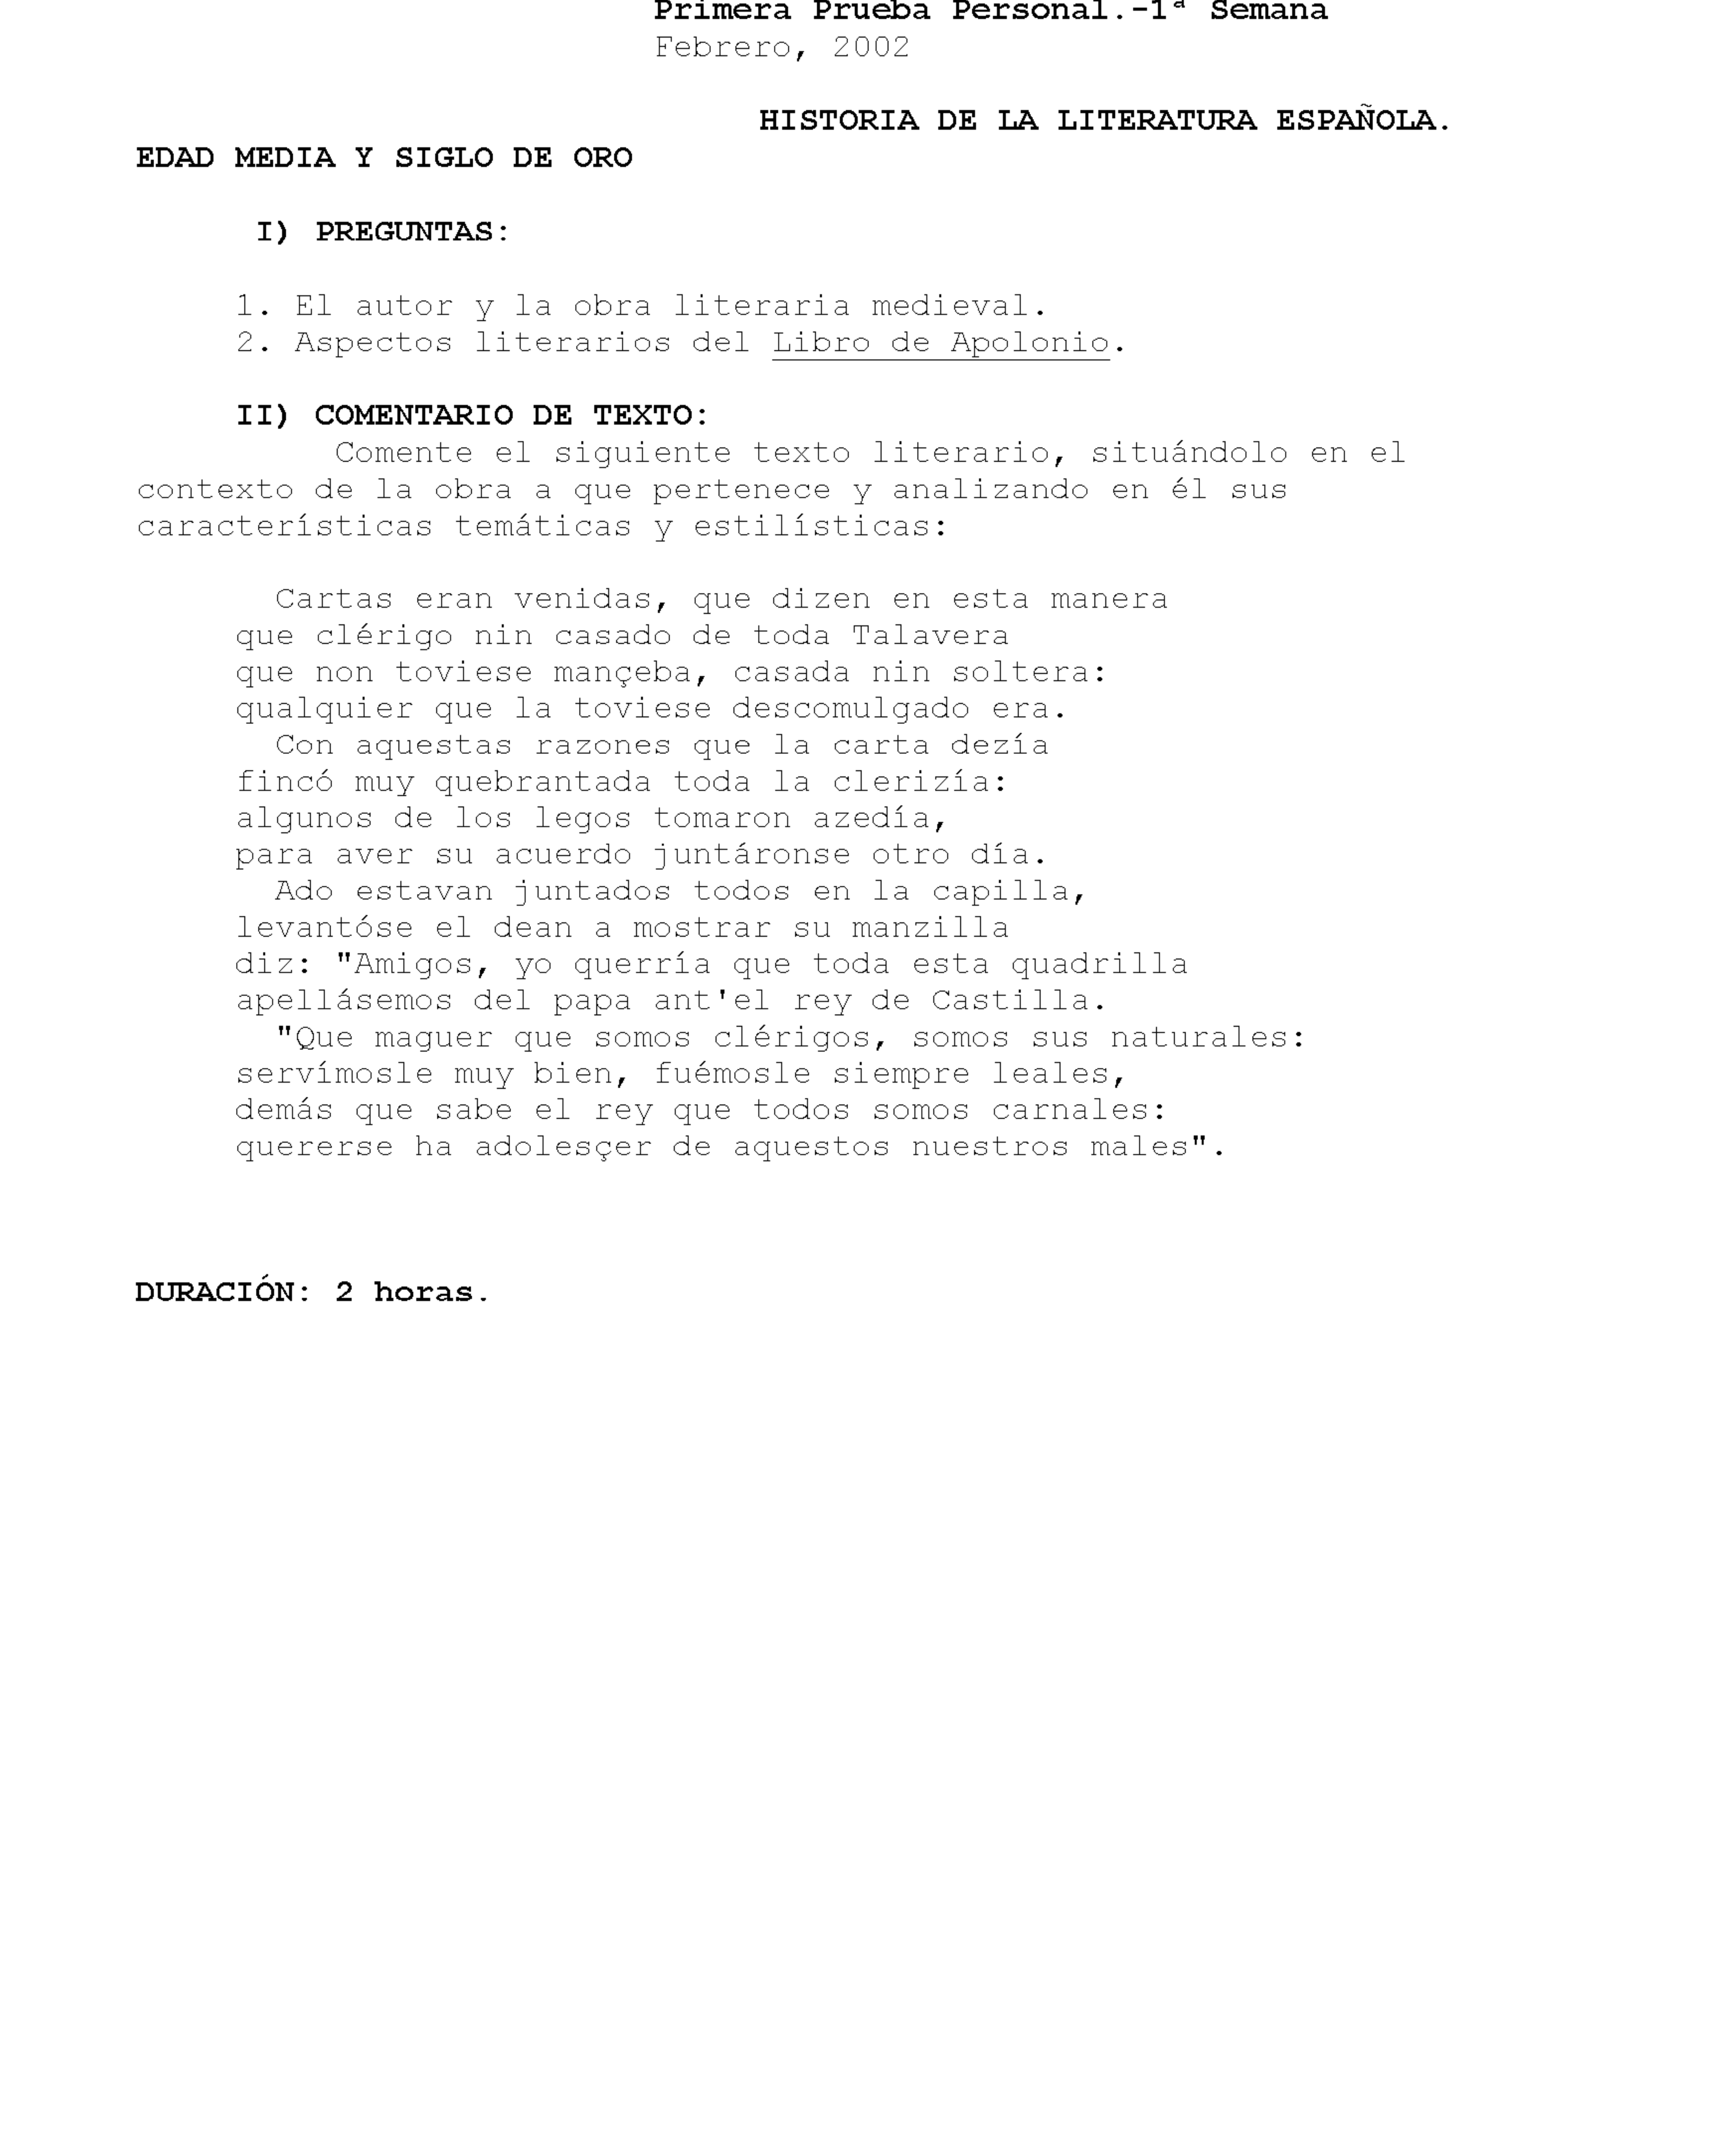 Primera Prueba Personal.-1ª Semana
Febrero, 2002
HISTORIA DE LA LITERATURA ESPAÑOLA.
EDAD MEDIA Y SIGLO DE ORO
I) PREGUNTAS:
1. El autor y la obra literaria medieval.
2. Aspectos literarios del Libro de Apolonio.
II) COMENTARIO DE TEXTO:
Comente el siguiente texto literario, situándolo en el
contexto de la obra a que pertenece y analizando en él sus
características temáticas y estilísticas:
Cartas eran venidas, que dizen en esta manera
que clérigo nin casado de toda Talavera
que non toviese mançeba, casada nin soltera:
qualquier que la toviese descomulgado era.
Con aquestas razones que la carta dezía
fincó muy quebrantada toda la clerizía:
algunos de los legos tomaron azedía,
para aver su acuerdo juntáronse otro día.
Ado estavan juntados todos en la capilla,
levantóse el dean a mostrar su manzilla
diz: "Amigos, yo querría que toda esta quadrilla
apellásemos del papa ant'el rey de Castilla.
"Que maguer que somos clérigos, somos sus naturales:
servímosle muy bien, fuémosle siempre leales,
demás que sabe el rey que todos somos carnales:
quererse ha adolesçer de aquestos nuestros males".
DURACIÓN: 2 horas.